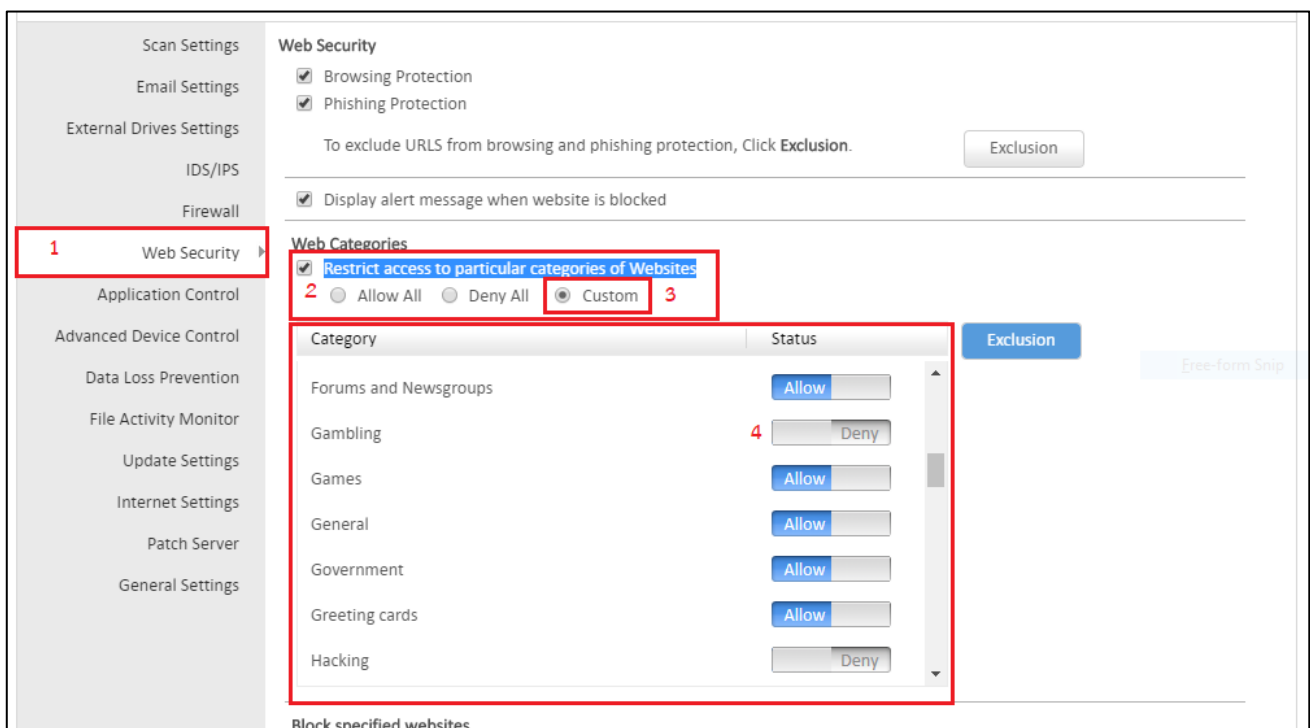 Scan Settings
Email Settings
External Drives Settings
IDS/IPS
Firewall
1 Web Security
Application Control
Advanced Device Control
Data Loss Prevention
File Activity Monitor
Update Settings
Internet Settings
Patch Server
General Settings
Web Security
Browsing Protection
Phishing Protection
To exclude URLS from browsing and phishing protection, Click Exclusion. Exclusion
Display alert message when website is blocked
Web Categories
Restrict access to particular categories of Websites
2 Allow All Deny All Custom 3
Category Status Exclusion
Forums and Newsgroups Allow
Gambling 4 Deny
Games Allow
General Allow
Government Allow
Greeting cards Allow
Hacking Deny
Free-form Snip
Block specified websites